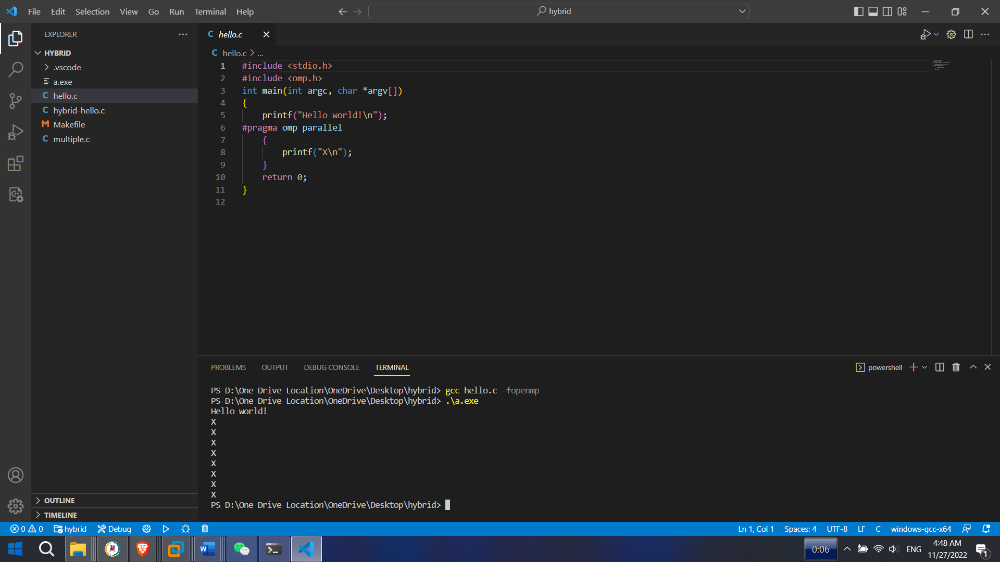 File Edit Selection View Go Run Terminal Help
hybrid
EXPLORER
HYBRID
.vscode
a.exe
C hello.c
C hybrid-hello.c
M Makefile
C multiple.c
OUTLINE
TIMELINE
C hello.c
C hello.c > ...
1 #include <stdio.h>
2 #include <omp.h>
3 int main(int argc, char *argv[])
4 {
5     printf("Hello world!\n");
6 #pragma omp parallel
7     {
8         printf("X\n");
9     }
10     return 0;
11 }
12
PROBLEMS OUTPUT DEBUG CONSOLE TERMINAL
powershell
PS D:\One Drive Location\OneDrive\Desktop\hybrid> gcc hello.c -fopenmp
PS D:\One Drive Location\OneDrive\Desktop\hybrid> .\a.exe
Hello world!
X
X
X
X
X
X
X
X
PS D:\One Drive Location\OneDrive\Desktop\hybrid>
0 0 hybrid Debug
Ln 1, Col 1 Spaces: 4 UTF-8 LF C windows-gcc-x64
W
0:06
ENG
4:48 AM
11/27/2022
1